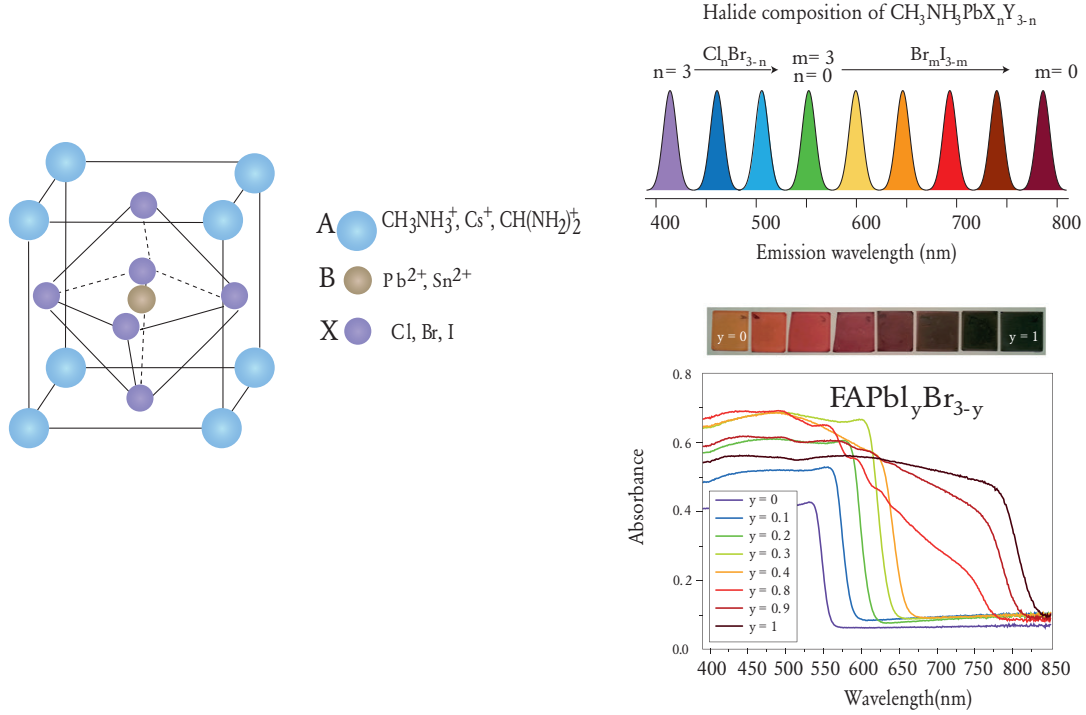 A CH₃NH₃⁺, Cs⁺, CH(NH₂)₂⁺
B Pb²⁺, Sn²⁺
X Cl, Br, I
Halide composition of CH₃NH₃PbXₙY₃₋ₙ
ClₙBr₃₋ₙ
m= 3
BrₘI₃₋ₘ
n= 3
n= 0
m= 0
400 500 600 700 800
Emission wavelength (nm)
y = 0
y = 1
FAPbl_yBr_{3-y}
0.8
0.6
0.4
0.2
0.0
Absorbance
y = 0
y = 0.1
y = 0.2
y = 0.3
y = 0.4
y = 0.8
y = 0.9
y = 1
400 450 500 550 600 650 700 750 800 850
Wavelength(nm)